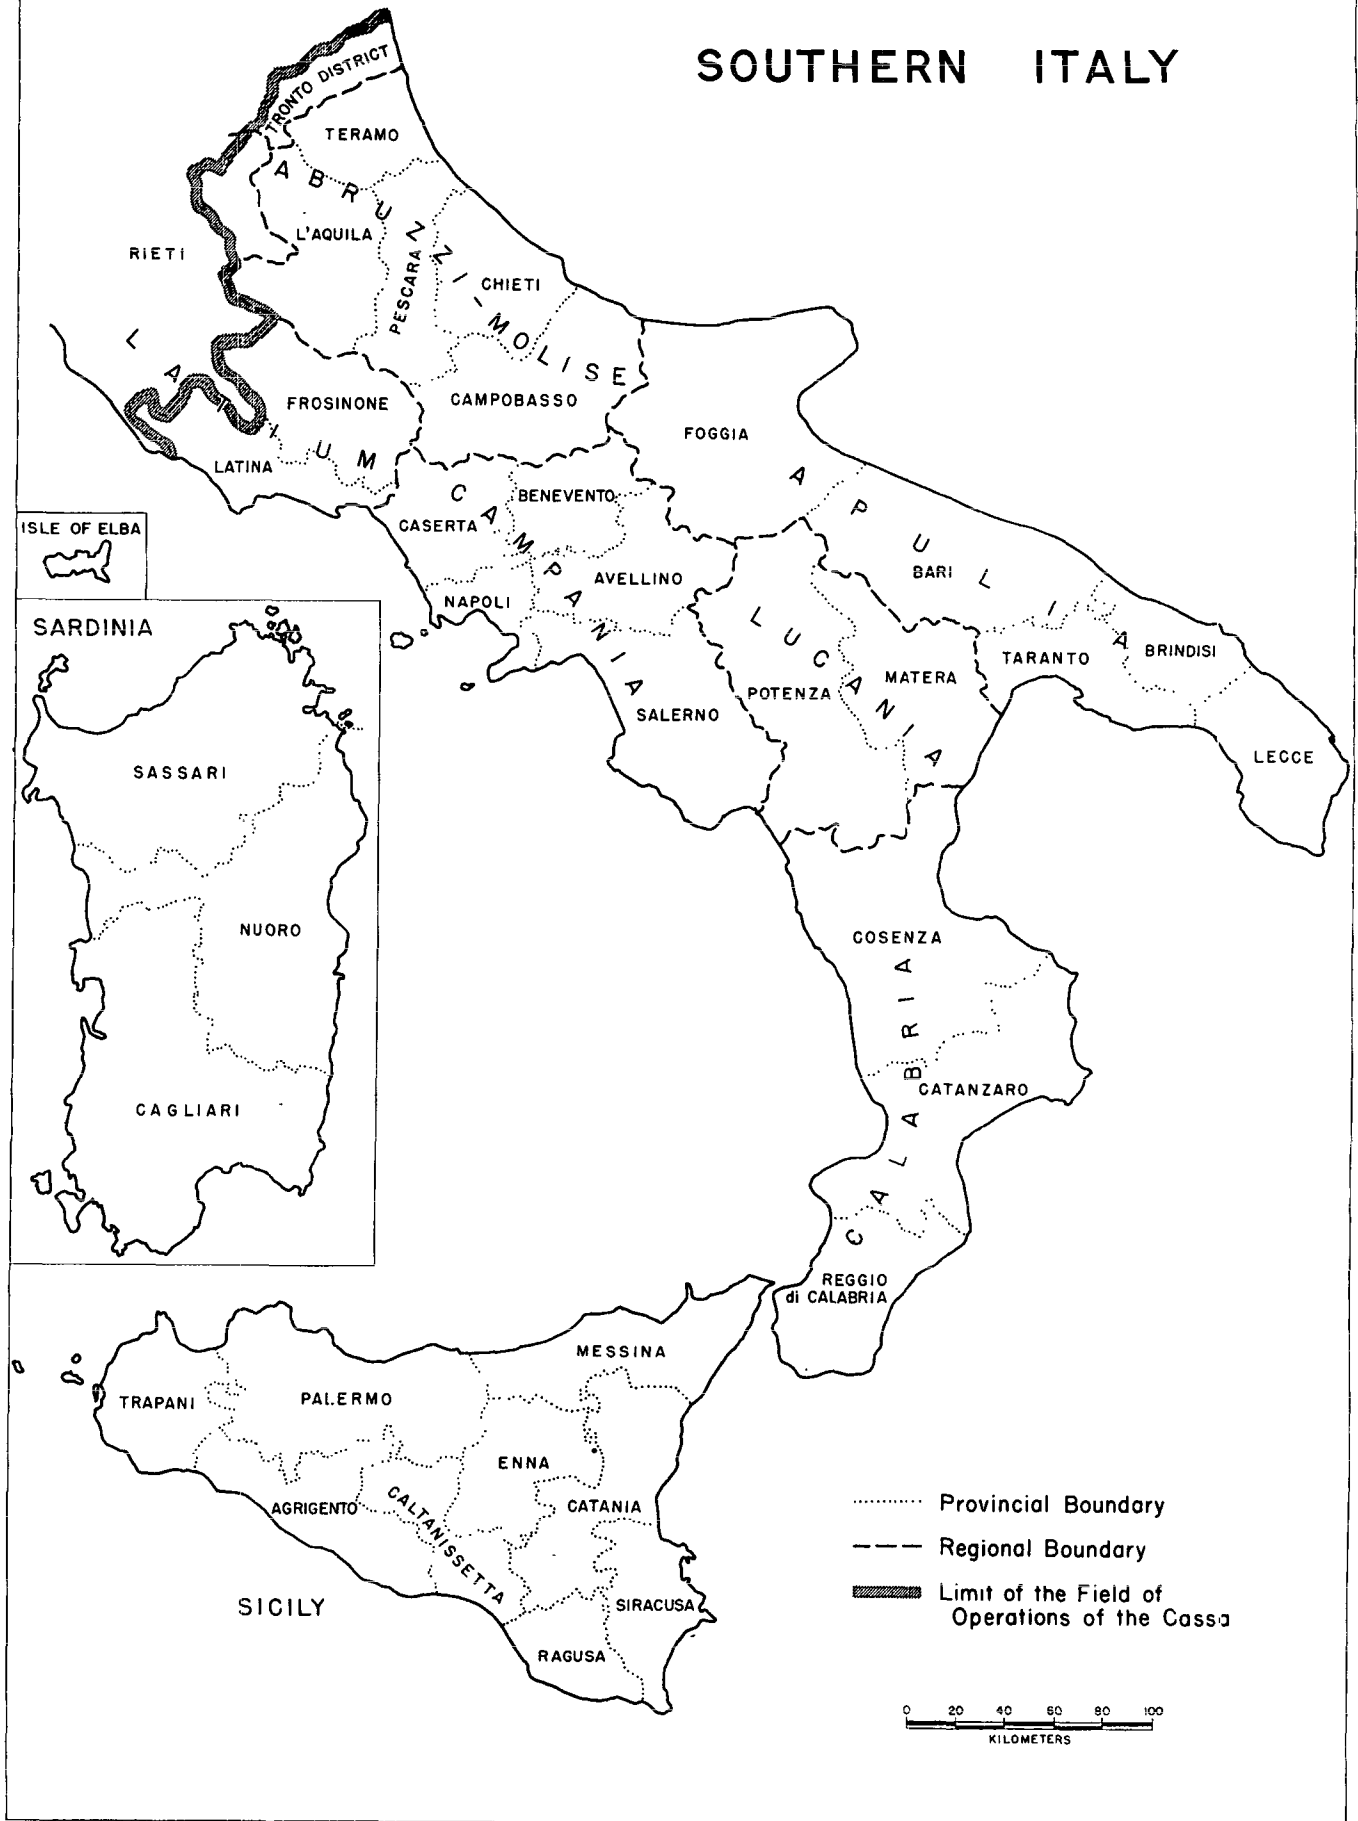 SOUTHERN ITALY
TRONTO DISTRICT
TERAMO
ABRUZZI-MOLISE
L'AQUILA
RIETI
PESCARA
CHIETI
LATIUM
FROSINONE
CAMPOBASSO
FOGGIA
LATINA
APULIA
CAMPANIA
BENEVENTO
CASERTA
ISLE OF ELBA
BARI
AVELLINO
NAPOLI
LUCANIA
SARDINIA
TARANTO
BRINDISI
MATERA
POTENZA
SALERNO
LECCE
SASSARI
NUORO
COSENZA
CALABRIA
CATANZARO
CAGLIARI
REGGIO
di CALABRIA
MESSINA
TRAPANI
PALERMO
ENNA
AGRIGENTO
CALTANISSETTA
CATANIA
SICILY
SIRACUSA
RAGUSA
Provincial Boundary
Regional Boundary
Limit of the Field of
Operations of the Cassa
0 20 40 60 80 100
KILOMETERS